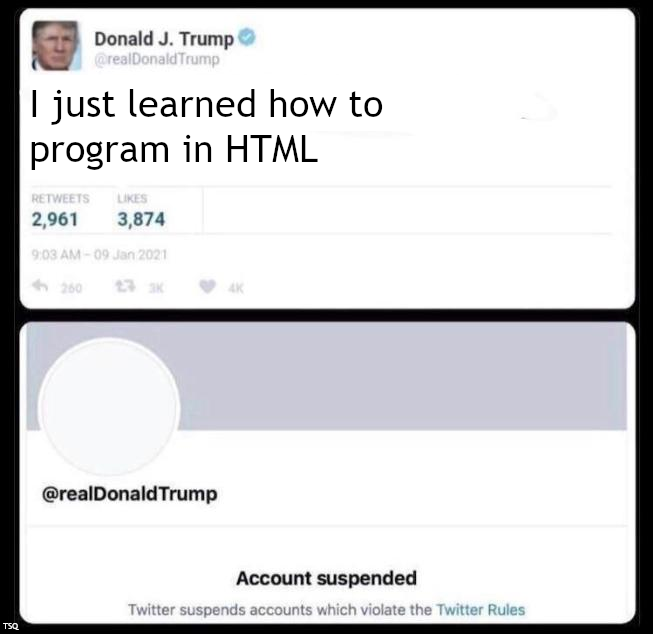 Donald J. Trump
@realDonaldTrump
I just learned how to
program in HTML
RETWEETS LIKES
2,961 3,874
9:03 AM - 09 Jan 2021
260 3K 4K
@realDonaldTrump
Account suspended
Twitter suspends accounts which violate the Twitter Rules
TSQ